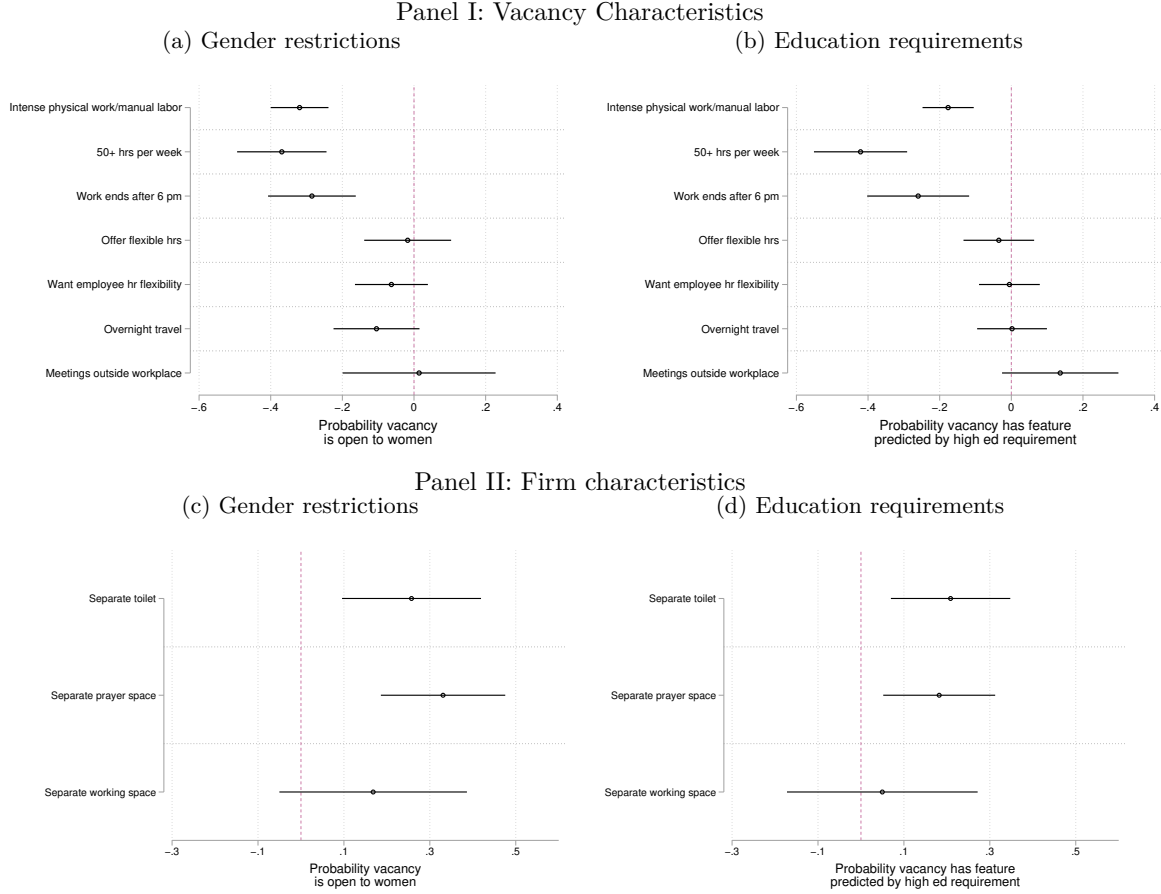 Panel I: Vacancy Characteristics
(a) Gender restrictions
Intense physical work/manual labor
50+ hrs per week
Work ends after 6 pm
Offer flexible hrs
Want employee hr flexibility
Overnight travel
Meetings outside workplace
−.6 −.4 −.2 0 .2 .4
Probability vacancy
is open to women
(b) Education requirements
Intense physical work/manual labor
50+ hrs per week
Work ends after 6 pm
Offer flexible hrs
Want employee hr flexibility
Overnight travel
Meetings outside workplace
−.6 −.4 −.2 0 .2 .4
Probability vacancy has feature
predicted by high ed requirement
Panel II: Firm characteristics
(c) Gender restrictions
Separate toilet
Separate prayer space
Separate working space
−.3 −.1 .1 .3 .5
Probability vacancy
is open to women
(d) Education requirements
Separate toilet
Separate prayer space
Separate working space
−.3 −.1 .1 .3 .5
Probability vacancy has feature
predicted by high ed requirement